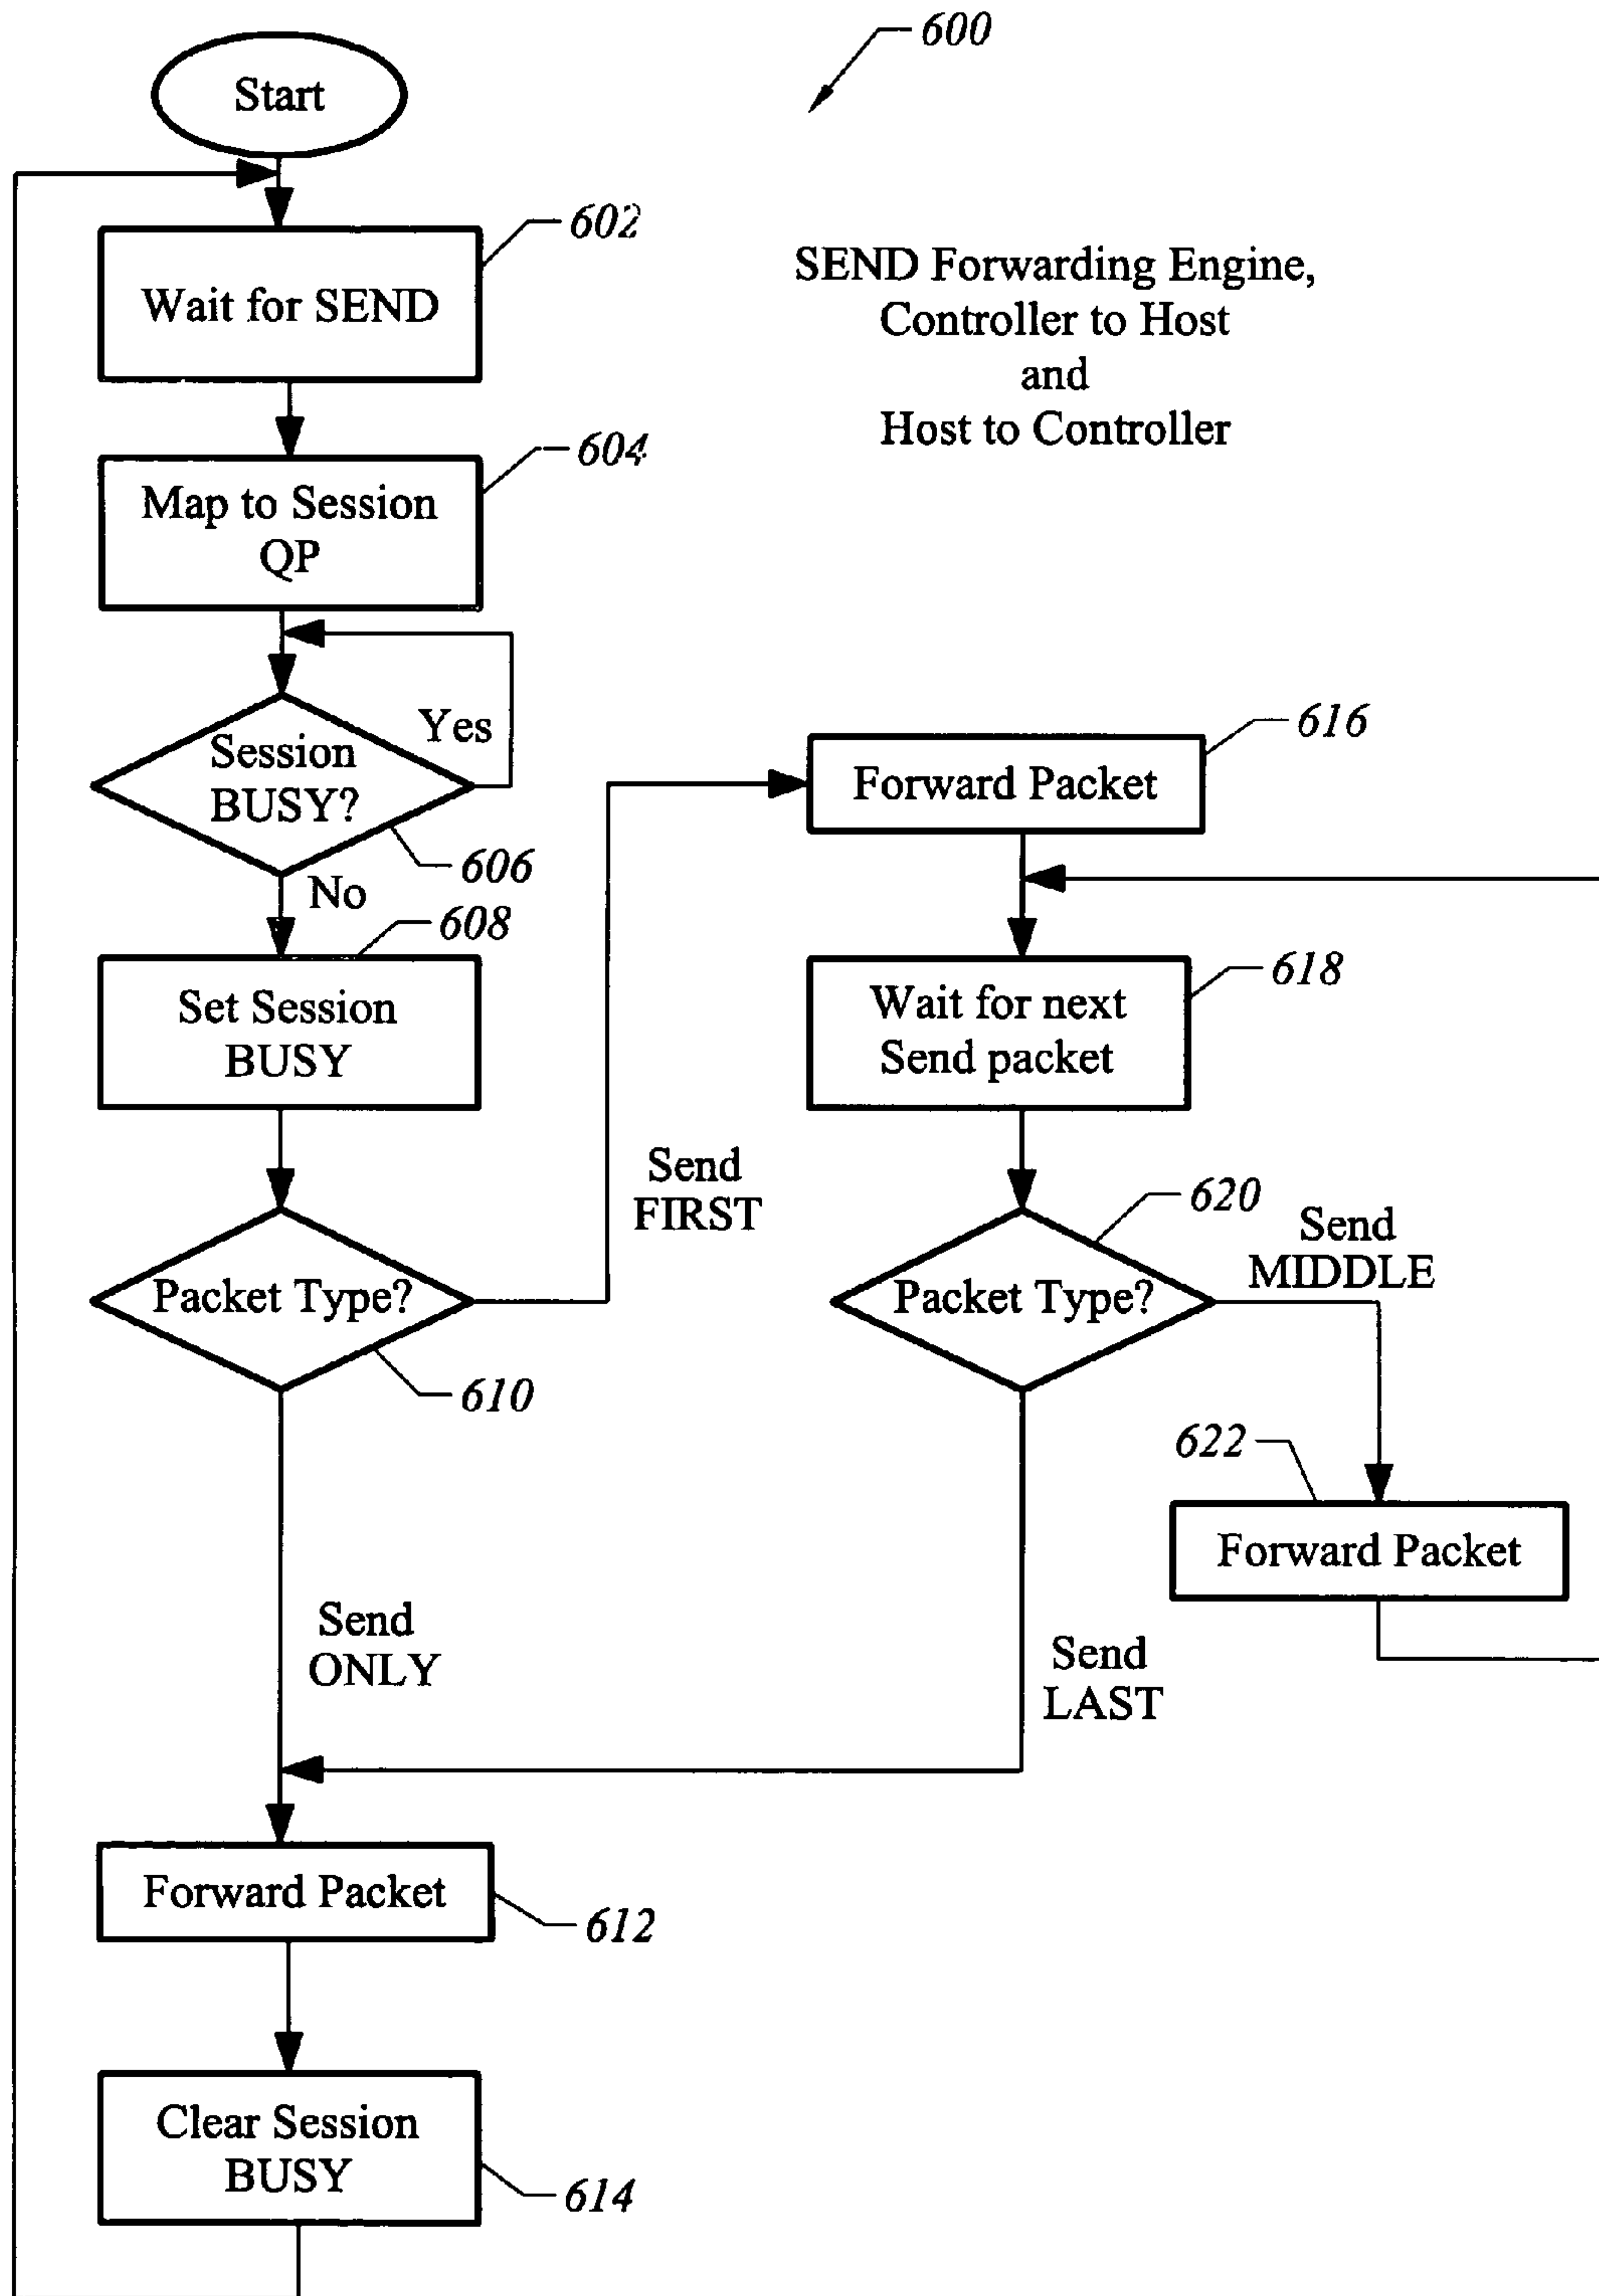 Start
600
602
Wait for SEND
SEND Forwarding Engine,
Controller to Host
and
Host to Controller
604
Map to Session
QP
Yes
Session
BUSY?
606
No
608
Set Session
BUSY
616
Forward Packet
618
Wait for next
Send packet
Send
FIRST
Packet Type?
610
620
Send
MIDDLE
Packet Type?
622
Forward Packet
Send
ONLY
Send
LAST
Forward Packet
612
Clear Session
BUSY
614